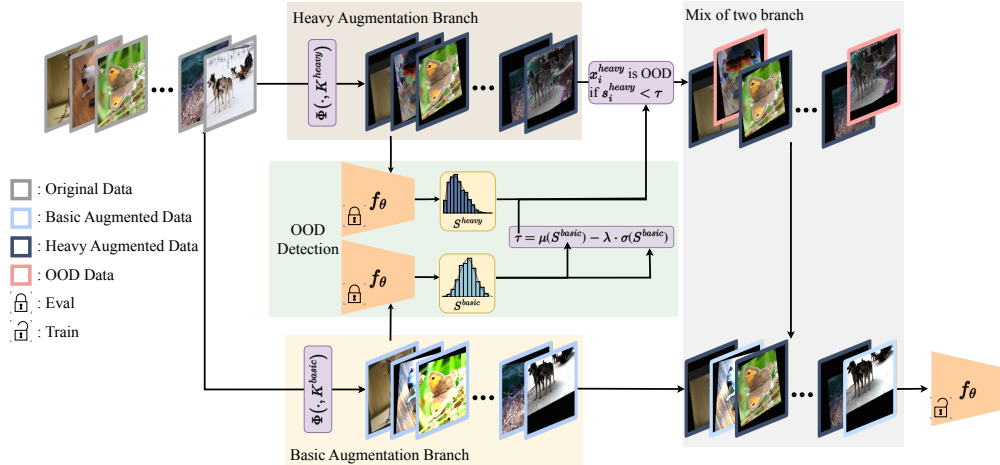 Heavy Augmentation Branch
Mix of two branch
Φ(·, K^{heavy})
x_i^{heavy} is OOD
if s_i^{heavy} < τ
: Original Data
: Basic Augmented Data
: Heavy Augmented Data
: OOD Data
: Eval
: Train
OOD
Detection
f_θ
S^{heavy}
τ = μ(S^{basic}) − λ · σ(S^{basic})
f_θ
S^{basic}
Φ(·, K^{basic})
f_θ
Basic Augmentation Branch